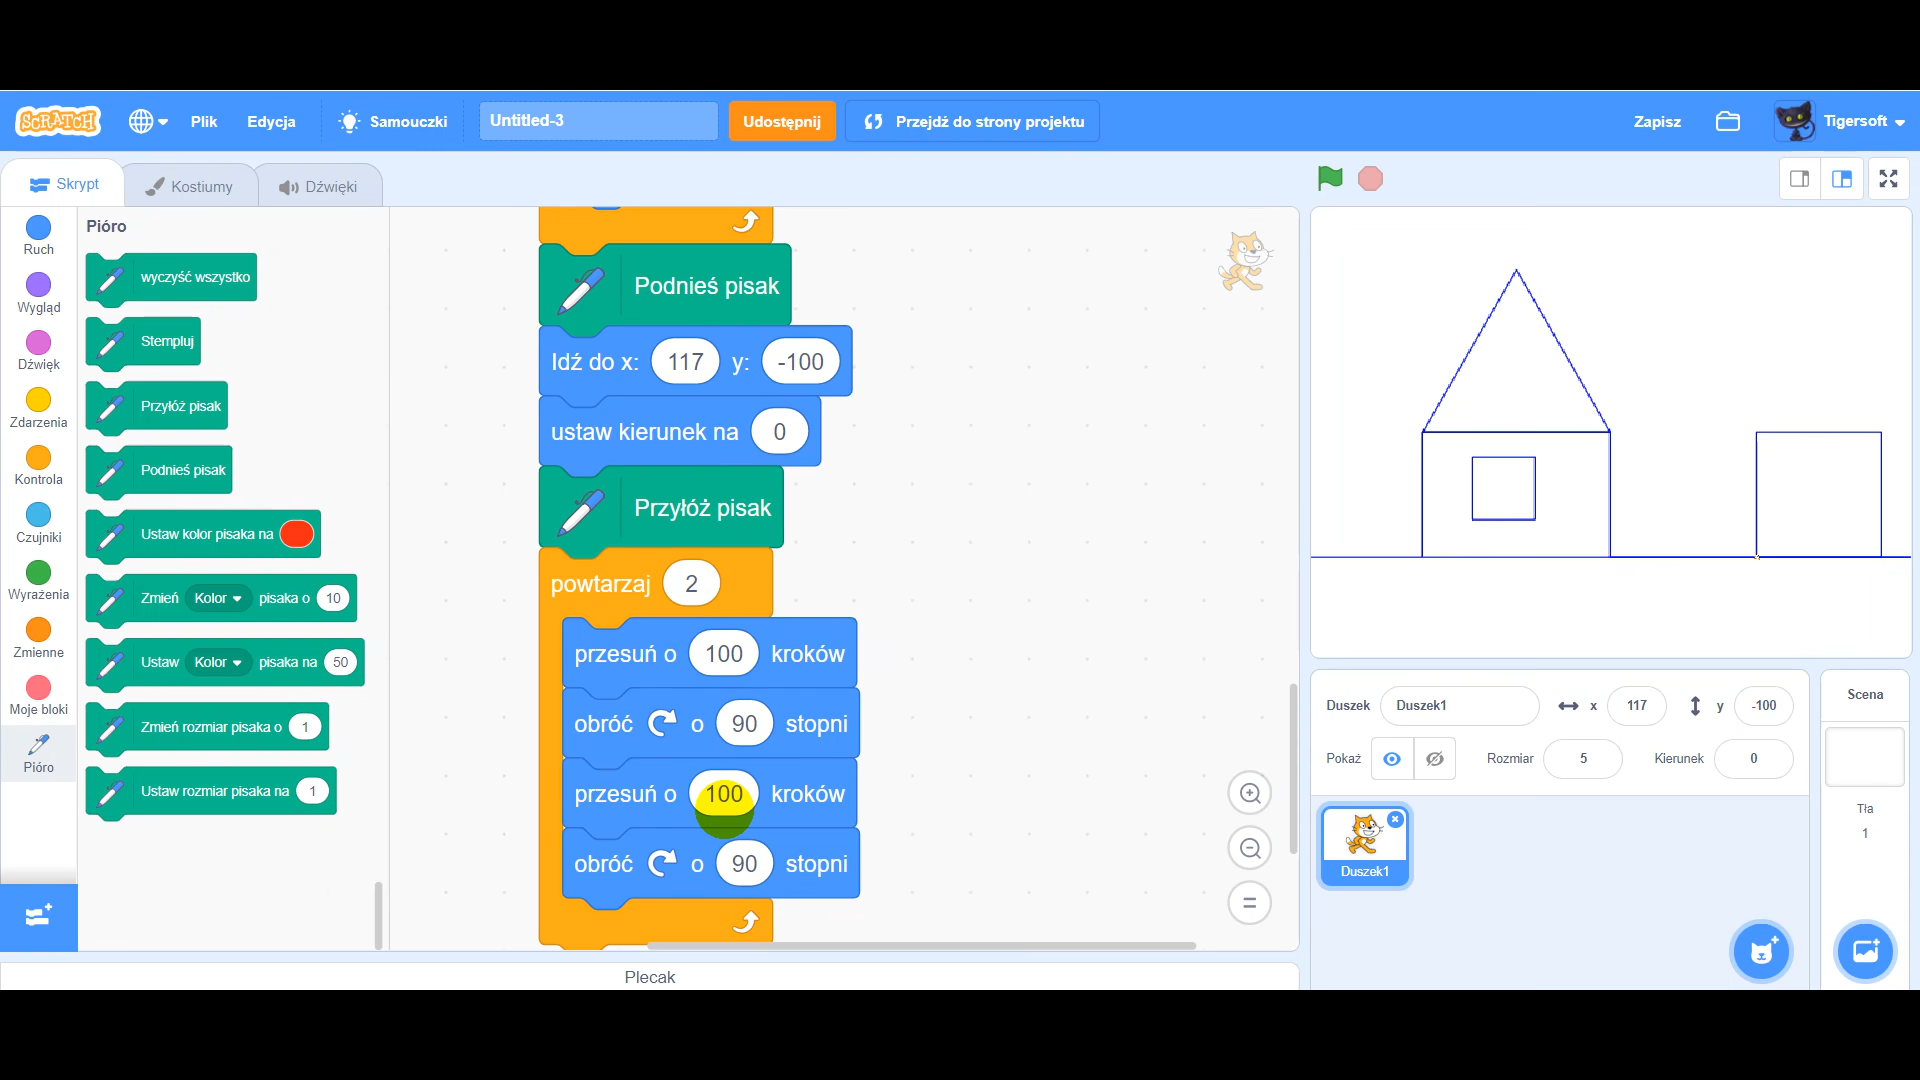 SCRATCH
Plik
Edycja
Samouczki
Untitled-3
Udostępnij
Przejdź do strony projektu
Zapisz
Tigersoft
Skrypt
Kostiumy
Dźwięki
Ruch
Wygląd
Dźwięk
Zdarzenia
Kontrola
Czujniki
Wyrażenia
Zmienne
Moje bloki
Pióro
Pióro
wyczyść wszystko
Stempluj
Przyłóż pisak
Podnieś pisak
Ustaw kolor pisaka na
Zmień Kolor pisaka o 10
Ustaw Kolor pisaka na 50
Zmień rozmiar pisaka o 1
Ustaw rozmiar pisaka na 1
Podnieś pisak
Idź do x: 117 y: -100
ustaw kierunek na 0
Przyłóż pisak
powtarzaj 2
przesuń o 100 kroków
obróć o 90 stopni
przesuń o 100 kroków
obróć o 90 stopni
Plecak
Duszek Duszek1 x 117 y -100
Pokaż Rozmiar 5 Kierunek 0
Duszek1
Scena
Tła
1